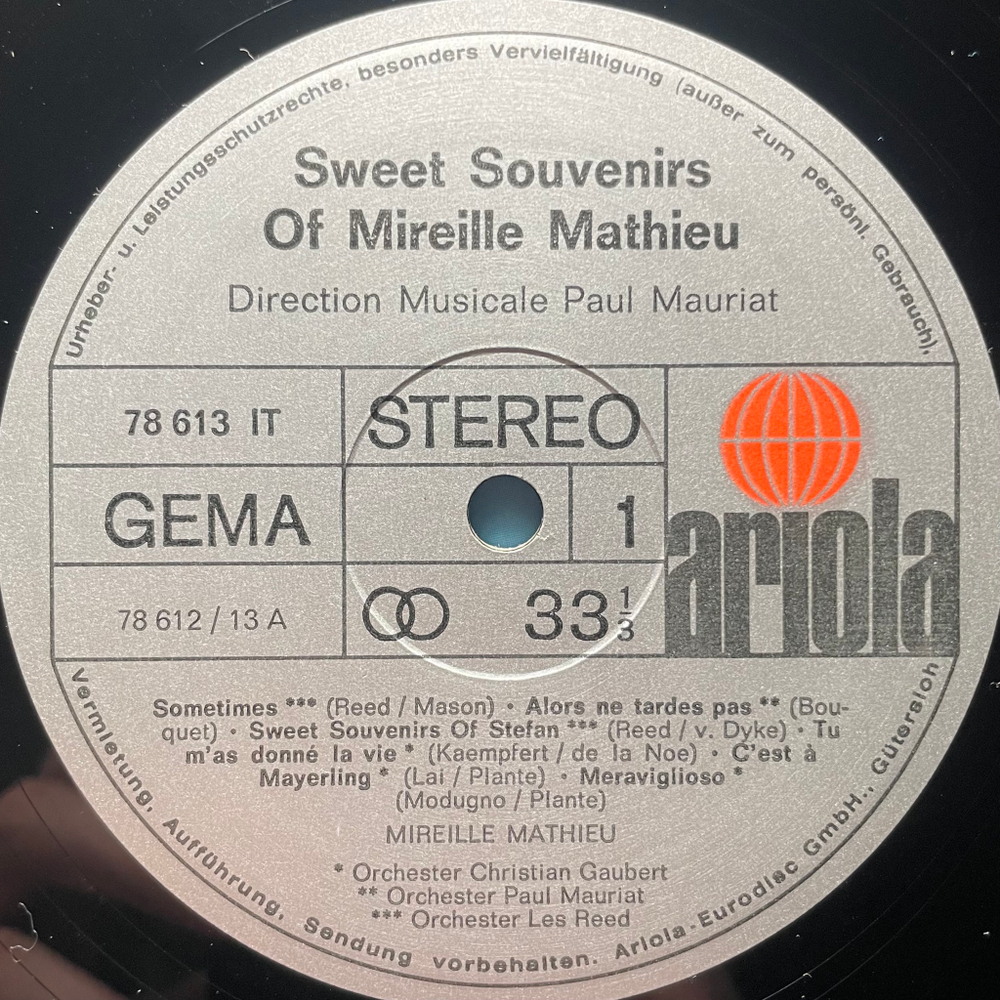 Urheber- u. Leistungsschutzrechte, besonders Vervielfältigung (außer zum persönl. Gebrauch),
Sweet Souvenirs
Of Mireille Mathieu
Direction Musicale Paul Mauriat
78 613 IT
STEREO
GEMA
1
ariola
78 612 / 13 A
33 1/3
Sometimes *** (Reed / Mason) • Alors ne tardes pas ** (Bou-
quet) • Sweet Souvenirs Of Stefan *** (Reed / v. Dyke) • Tu
m'as donné la vie * (Kaempfert / de la Noe) • C'est à
Mayerling * (Lai / Plante) • Meraviglioso *
(Modugno / Plante)
MIREILLE MATHIEU
* Orchester Christian Gaubert
** Orchester Paul Mauriat
*** Orchester Les Reed
Vermietung, Aufführung, Sendung vorbehalten. Ariola-Eurodisc GmbH., Gütersloh